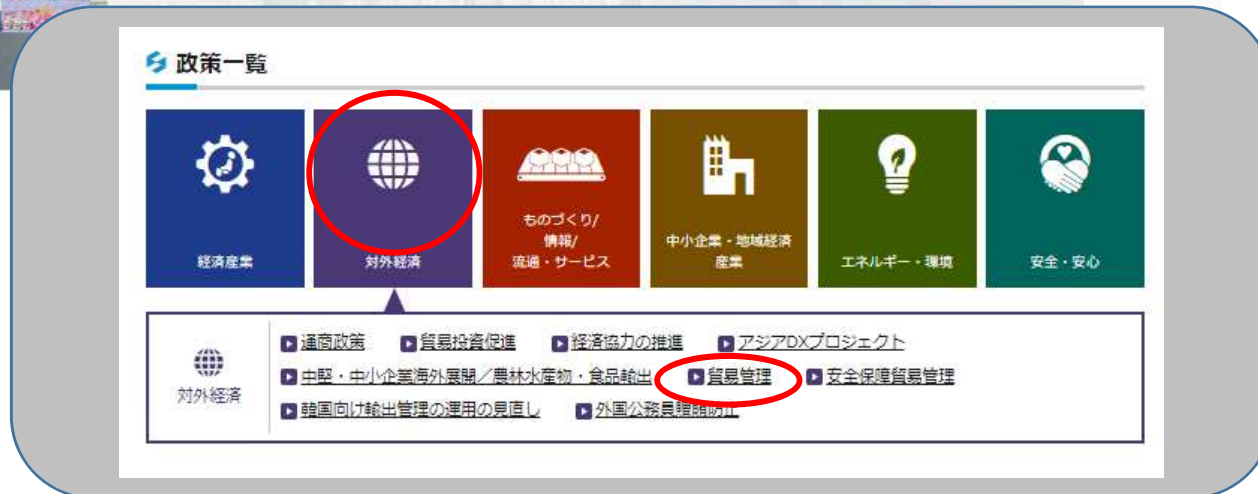 政策一覧
経済産業
対外経済
ものづくり/
情報/
流通・サービス
中小企業・地域経済
産業
エネルギー・環境
安全・安心
対外経済
通商政策 貿易投資促進 経済協力の推進 アジアDXプロジェクト
中堅・中小企業海外展開／農林水産物・食品輸出 貿易管理 安全保障貿易管理
韓国向け輸出管理の運用の見直し 外国公務員贈賄防止